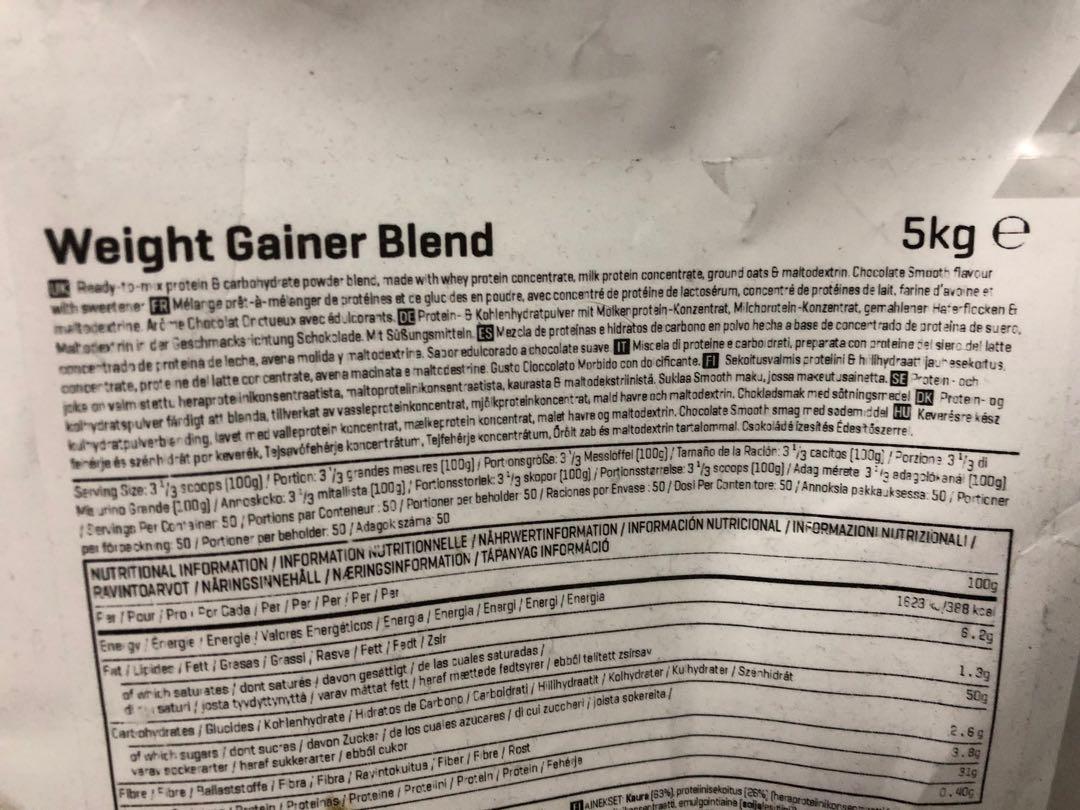 Weight Gainer Blend 5kg e
UK Ready-to-mix protein & carbohydrate powder blend, made with whey protein concentrate, milk protein concentrate, ground oats & maltodextrin. Chocolate Smooth flavour
with sweetener FR Mélange prêt-à-mélanger de protéines et de glucides en poudre, avec concentré de protéine de lactosérum, concentré de protéines de lait, farine d'avoine et
maltodextrine. Arôme Chocolat Onctueux avec édulcorants. DE Protein- & Kohlenhydratpulver mit Molkenprotein-Konzentrat, Milchprotein-Konzentrat, gemahlenen Haferflocken &
Maltodextrin in der Geschmacksrichtung Schokolade. Mit Süßungsmitteln. ES Mezcla de proteínas e hidratos de carbono en polvo hecha a base de concentrado de proteína de suero,
concentrado de proteína de leche, avena molida y maltodextrina. Sabor edulcorado a chocolate suave. IT Miscela di proteine e carboidrati, preparata con proteine del siero del latte
concentrate, proteine del latte concentrate, avena macinata e maltodestrine. Gusto Cioccolato Morbido con dolcificante. FI Sekoitusvalmis proteiini & hiilihydraatti jauhesekoitus,
joka on valmistettu heraproteiinikonsentraatista, maitoproteiinikonsentraatista, kaurasta & maltodekstriinistä. Suklaa Smooth maku, jossa makeutusainetta. SE Protein- och
kolhydratspulver färdigt att blanda, tillverkat av vassleproteinkoncentrat, mjölkproteinkoncentrat, mald havre och maltodextrin. Chokladsmak med sötningsmedel DK Protein- og
kulhydratpulverblanding, lavet med valleprotein koncentrat, mælkeprotein koncentrat, malet havre og maltodextrin. Chocolate Smooth smag med sødemiddel HU Keverésre kész
fehérje és szénhidrát por keverék, Tejsavófehérje koncentrátum, Tejfehérje koncentrátum, Őrölt zab és maltodextrin tartalommal. Csokoládé ízesítés Édesítőszerrel.
Serving Size: 3 1/3 scoops (100g) / Portion: 3 1/3 grandes mesures (100g) / Portionsgröße: 3 1/3 Messlöffel (100g) / Tamaño de la Ración: 3 1/3 cacitos (100g) / Porzione 3 1/3 di
Misurino Grande (100g) / Annoskoko: 3 1/3 mitallista (100g) / Portionsstorlek: 3 1/3 skopor (100g) / Portionsstørrelse: 3 1/3 scoops (100g) / Adag mérete 3 1/3 adagolókanál (100g)
/ Servings Per Container 50 / Portions par Conteneur : 50 / Portioner per beholder 50 / Raciones por Envase : 50 / Dosi Per Contenitore: 50 / Annoksia pakkauksessa: 50 / Portioner
per förpackning: 50 / Portioner per beholder: 50 / Adagok száma 50
NUTRITIONAL INFORMATION / INFORMATION NUTRITIONNELLE / NÄHRWERTINFORMATION / INFORMACIÓN NUTRICIONAL / INFORMAZIONI NUTRIZIONALI /
RAVINTOARVOT / NÄRINGSINNEHÅLL / NÆRINGSINFORMATION / TÁPANYAG INFORMÁCIÓ
Per / Pour / Pro / Por Cada / Per / Per / Per / Per / Per 100g
Energy / Énergie / Energie / Valores Energéticos / Energia / Energia / Energi / Energi / Energia 1623 kJ/388 kcal
Fat / Lipides / Fett / Grasas / Grassi / Rasva / Fett / Fedt / Zsír 6.2g
of which saturates / dont saturés / davon gesättigt / de las cuales saturadas /
di cui saturi / josta tyydyttynyttä / varav mättat fett / heraf mættede fedtsyrer / ebből telített zsírsav 1.3g
Carbohydrates / Glucides / Kohlenhydrate / Hidratos de Carbono / Carboidrati / Hiilihydraatit / Kolhydrater / Kulhydrater / Szénhidrát 50g
of which sugars / dont sucres / davon Zucker / de los cuales azucares / di cui zuccheri / joista sokereita /
varav sockerarter / heraf sukkerarter / ebből cukor 2.6g
Fibre / Fibre / Ballaststoffe / Fibra / Fibra / Ravintokuitua / Fiber / Fibre / Rost 3.8g
Protein / Proteinas / Proteine / Proteiini / Protein / Protein / Fehérje 31g
0.40g
FI AINEKSET: Kaura (63%), proteiinisekoitus (26%)